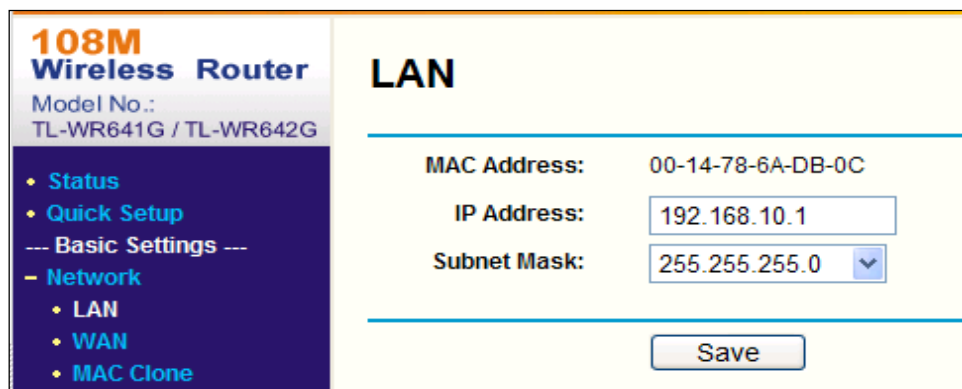 108M
Wireless Router
Model No.:
TL-WR641G / TL-WR642G
• Status
• Quick Setup
--- Basic Settings ---
– Network
• LAN
• WAN
• MAC Clone
LAN
MAC Address: 00-14-78-6A-DB-0C
IP Address: 192.168.10.1
Subnet Mask: 255.255.255.0
Save